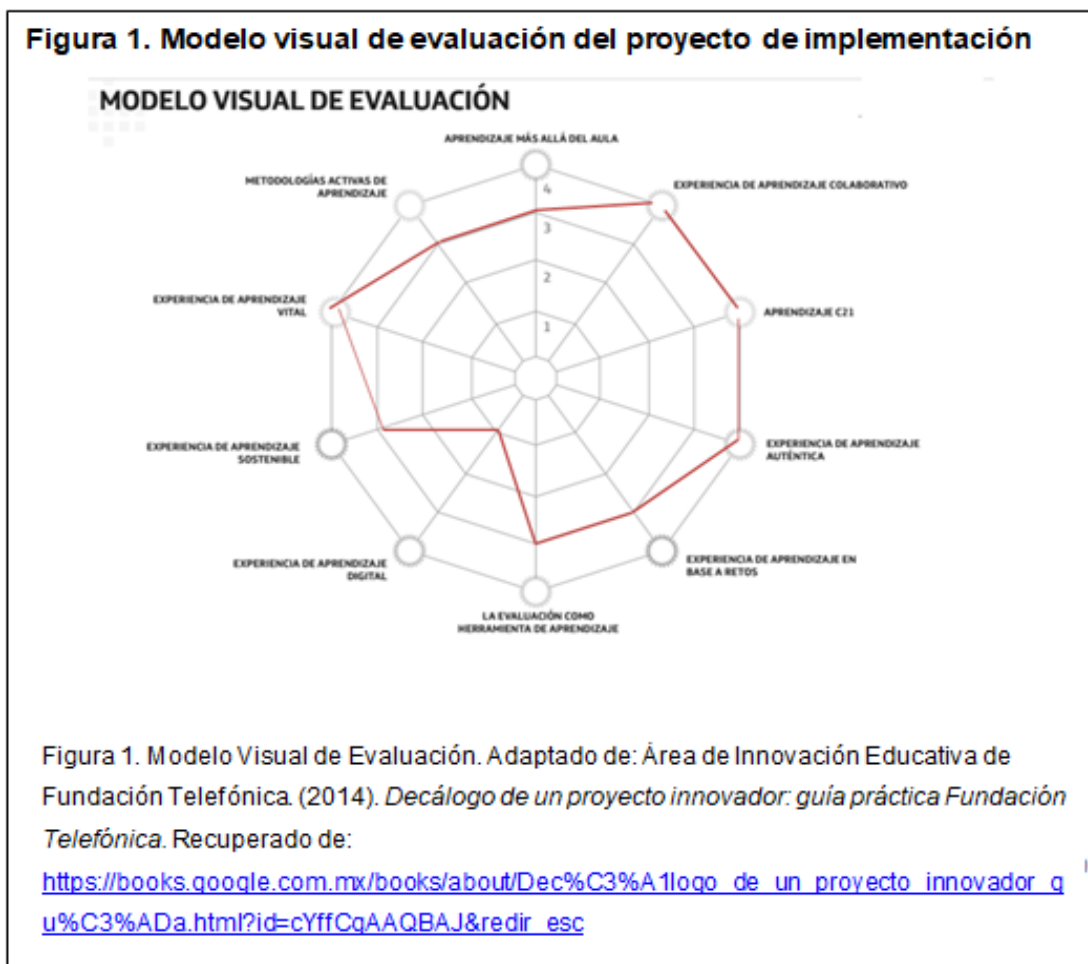 Figura 1. Modelo visual de evaluación del proyecto de implementación
MODELO VISUAL DE EVALUACIÓN
APRENDIZAJE MÁS ALLÁ DEL AULA
METODOLOGÍAS ACTIVAS DE
APRENDIZAJE
EXPERIENCIA DE APRENDIZAJE COLABORATIVO
4
3
2
1
EXPERIENCIA DE APRENDIZAJE
VITAL
APRENDIZAJE C21
EXPERIENCIA DE APRENDIZAJE
SOSTENIBLE
EXPERIENCIA DE APRENDIZAJE
AUTÉNTICA
EXPERIENCIA DE APRENDIZAJE
DIGITAL
EXPERIENCIA DE APRENDIZAJE EN
BASE A RETOS
LA EVALUACIÓN COMO
HERRAMIENTA DE APRENDIZAJE
Figura 1. Modelo Visual de Evaluación. Adaptado de: Área de Innovación Educativa de
Fundación Telefónica. (2014). Decálogo de un proyecto innovador: guía práctica Fundación
Telefónica. Recuperado de:
https://books.google.com.mx/books/about/Dec%C3%A1logo_de_un_proyecto_innovador_g
u%C3%ADa.html?id=cYffCqAAQBAJ&redir_esc